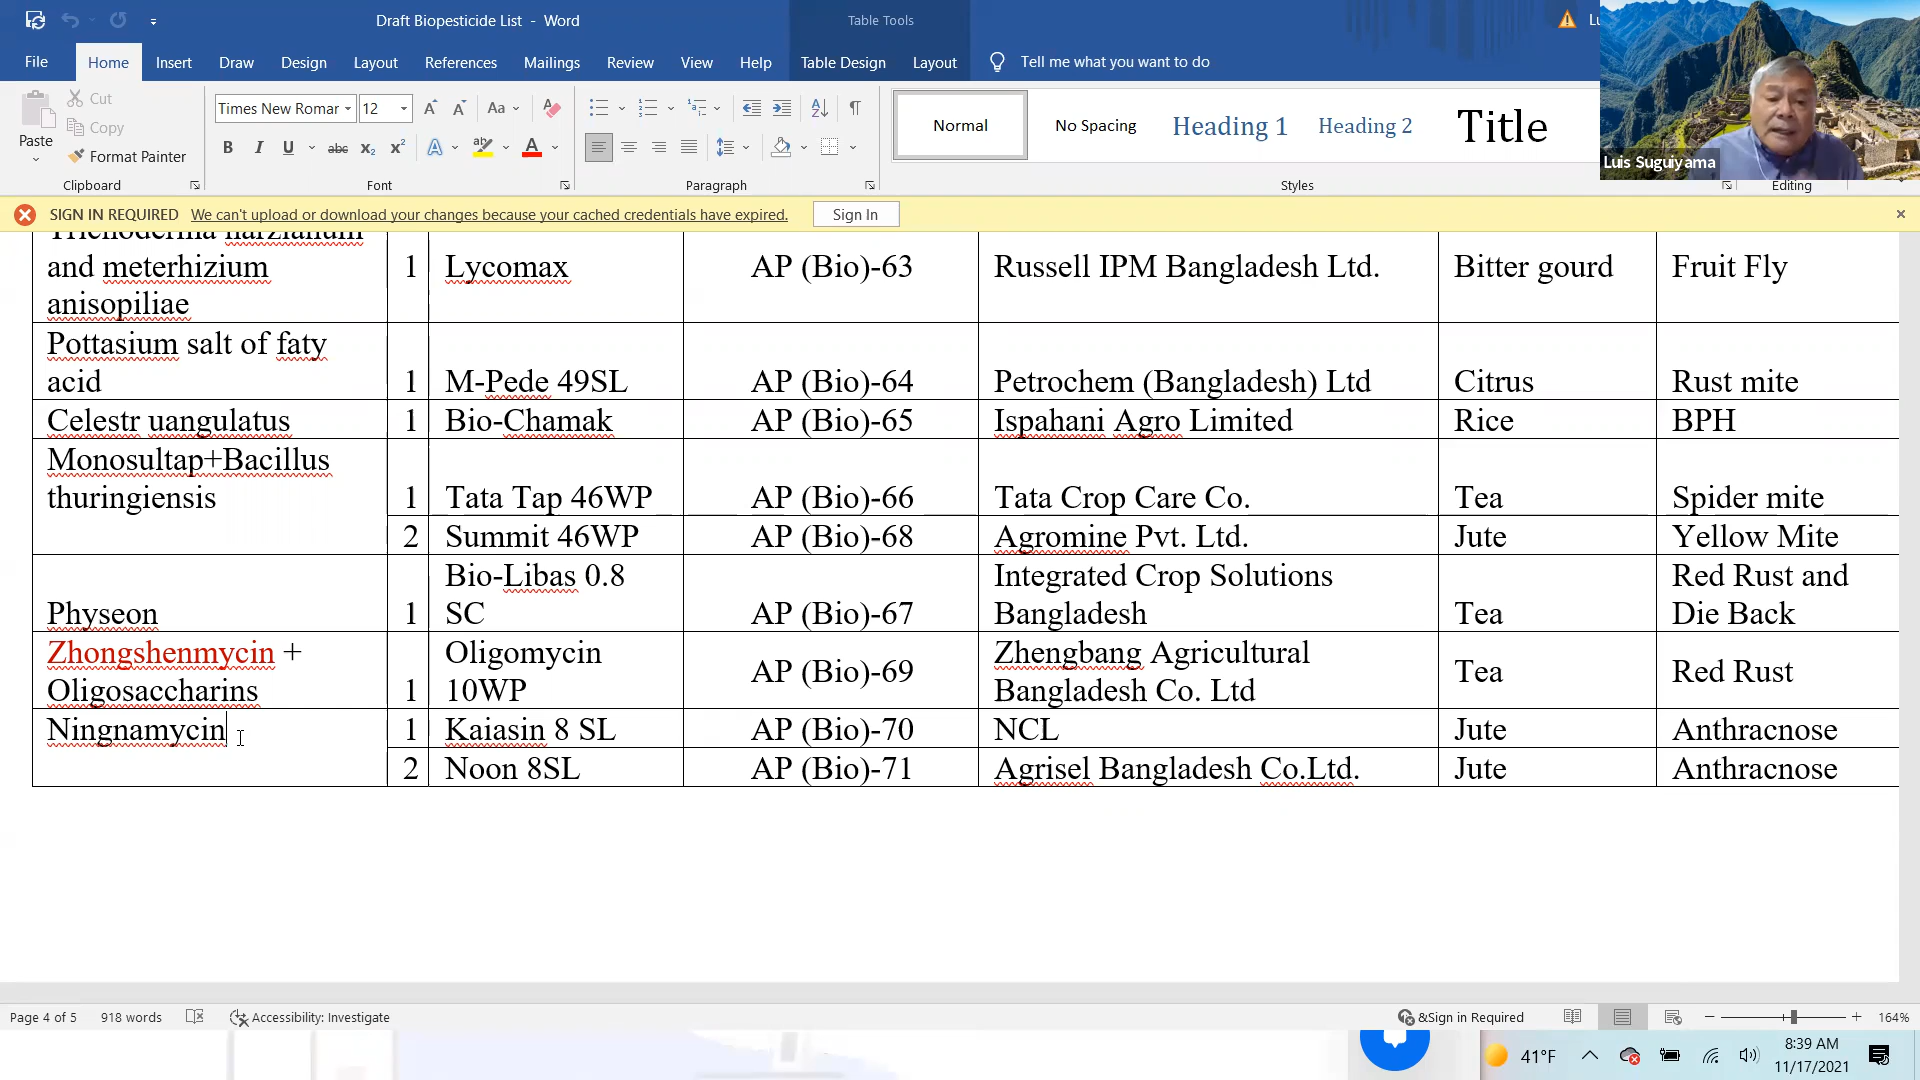 Draft Biopesticide List - Word
Table Tools
File Home Insert Draw Design Layout References Mailings Review View Help Table Design Layout Tell me what you want to do
Paste
Cut
Copy
Format Painter
Clipboard
Times New Romar 12
Aa
B I U abc x₂ x² A ab A
Font
Paragraph
Normal
No Spacing
Heading 1
Heading 2
Title
Styles
Editing
Luis Suguiyama
SIGN IN REQUIRED We can't upload or download your changes because your cached credentials have expired. Sign In
Trichoderma harzianum
and meterhizium 1 Lycomax AP (Bio)-63 Russell IPM Bangladesh Ltd. Bitter gourd Fruit Fly
anisopiliae
Pottasium salt of faty
acid 1 M-Pede 49SL AP (Bio)-64 Petrochem (Bangladesh) Ltd Citrus Rust mite
Celestr uangulatus 1 Bio-Chamak AP (Bio)-65 Ispahani Agro Limited Rice BPH
Monosultap+Bacillus
thuringiensis 1 Tata Tap 46WP AP (Bio)-66 Tata Crop Care Co. Tea Spider mite
2 Summit 46WP AP (Bio)-68 Agromine Pvt. Ltd. Jute Yellow Mite
Bio-Libas 0.8 Integrated Crop Solutions Red Rust and
Physeon 1 SC AP (Bio)-67 Bangladesh Tea Die Back
Zhongshenmycin + Oligomycin AP (Bio)-69 Zhengbang Agricultural Tea Red Rust
Oligosaccharins 1 10WP Bangladesh Co. Ltd
Ningnamycin 1 Kaiasin 8 SL AP (Bio)-70 NCL Jute Anthracnose
2 Noon 8SL AP (Bio)-71 Agrisel Bangladesh Co.Ltd. Jute Anthracnose
Page 4 of 5 918 words Accessibility: Investigate &Sign in Required 164%
41°F
8:39 AM
11/17/2021